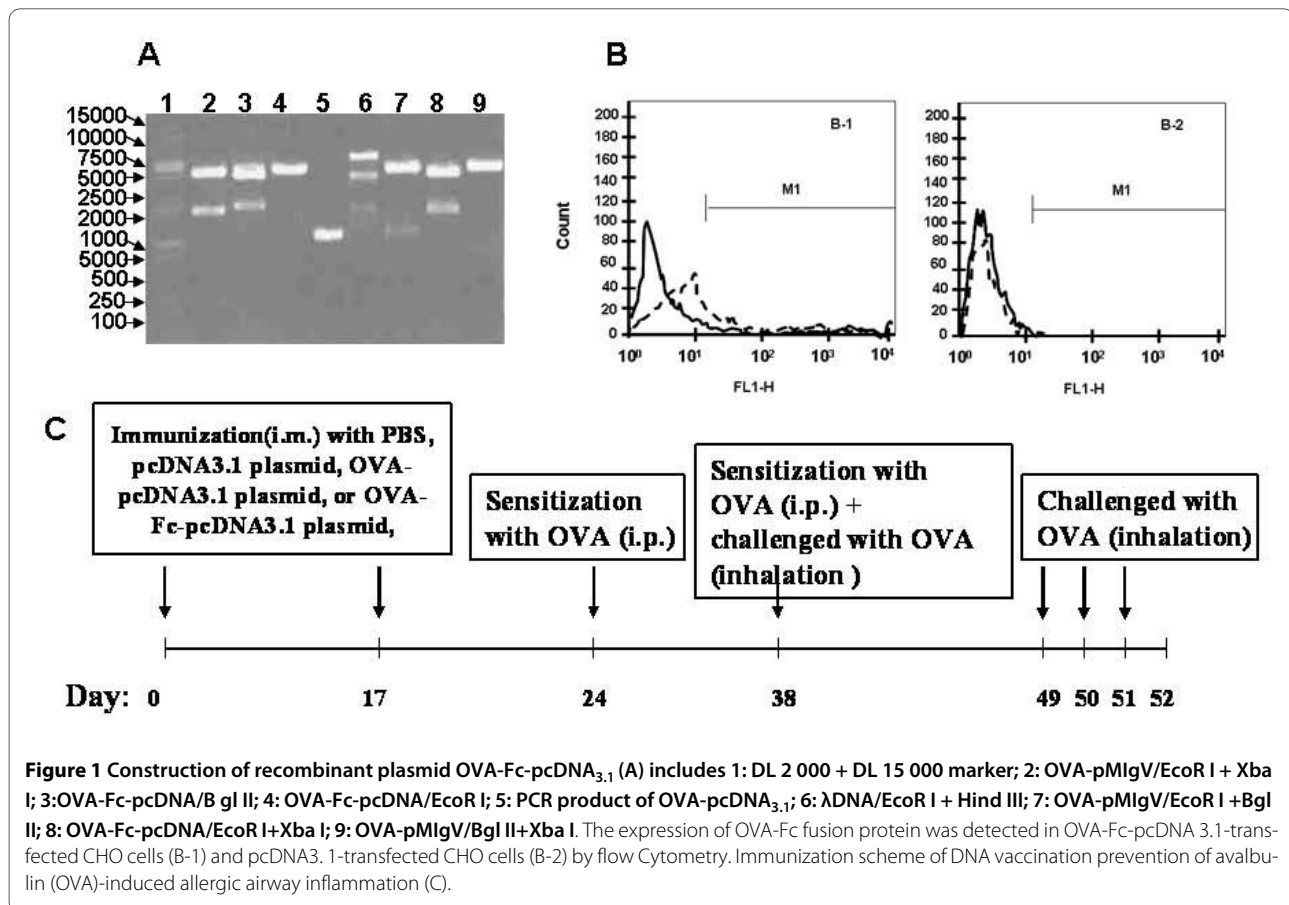 A
1 2 3 4 5 6 7 8 9
15000
10000
7500
5000
2500
2000
1000
5000
500
250
100
B
200
180
160
140
120
100
80
60
40
20
0
Count
B-1
M1
10⁰ 10¹ 10² 10³ 10⁴
FL1-H
200
180
160
140
120
100
80
60
40
20
0
B-2
M1
10⁰ 10¹ 10² 10³ 10⁴
FL1-H
C
Immunization(i.m.) with PBS,
pcDNA3.1 plasmid, OVA-
pcDNA3.1 plasmid, or OVA-
Fc-pcDNA3.1 plasmid,
Sensitization
with OVA (i.p.)
Sensitization with
OVA (i.p.) +
challenged with OVA
(inhalation )
Challenged with
OVA (inhalation)
Day: 0 17 24 38 49 50 51 52
Figure 1 Construction of recombinant plasmid OVA-Fc-pcDNA3.1 (A) includes 1: DL 2 000 + DL 15 000 marker; 2: OVA-pMIgV/EcoR I + Xba
I; 3:OVA-Fc-pcDNA/B gl II; 4: OVA-Fc-pcDNA/EcoR I; 5: PCR product of OVA-pcDNA3.1; 6: λDNA/EcoR I + Hind III; 7: OVA-pMIgV/EcoR I +Bgl
II; 8: OVA-Fc-pcDNA/EcoR I+Xba I; 9: OVA-pMIgV/Bgl II+Xba I. The expression of OVA-Fc fusion protein was detected in OVA-Fc-pcDNA 3.1-trans-
fected CHO cells (B-1) and pcDNA3. 1-transfected CHO cells (B-2) by flow Cytometry. Immunization scheme of DNA vaccination prevention of avalbu-
lin (OVA)-induced allergic airway inflammation (C).